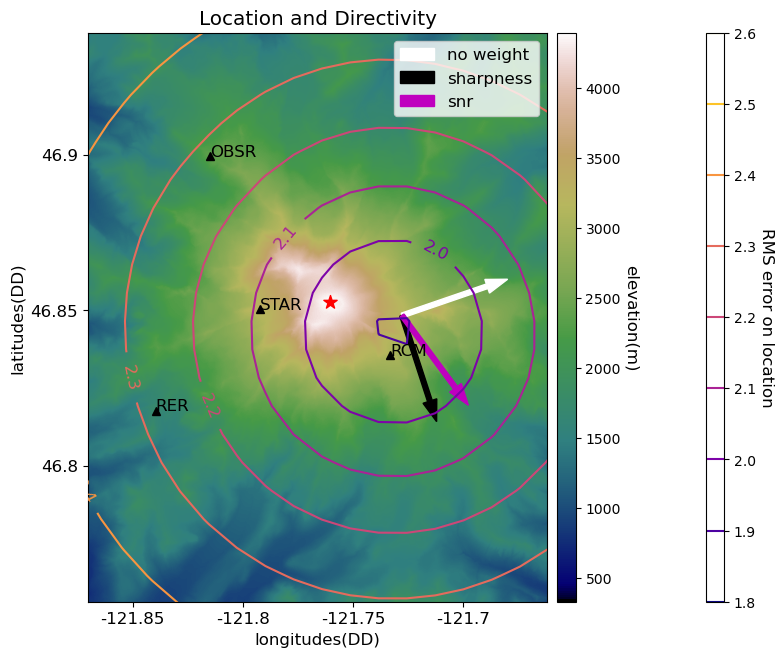 Location and Directivity
no weight
sharpness
snr
46.9
46.85
46.8
latitudes(DD)
-121.85
-121.8
-121.75
-121.7
longitudes(DD)
OBSR
STAR
RCM
RER
2.1
2.0
2.3
2.2
4000
3500
3000
2500
2000
1500
1000
500
elevation(m)
2.6
2.5
2.4
2.3
2.2
2.1
2.0
1.9
1.8
RMS error on location